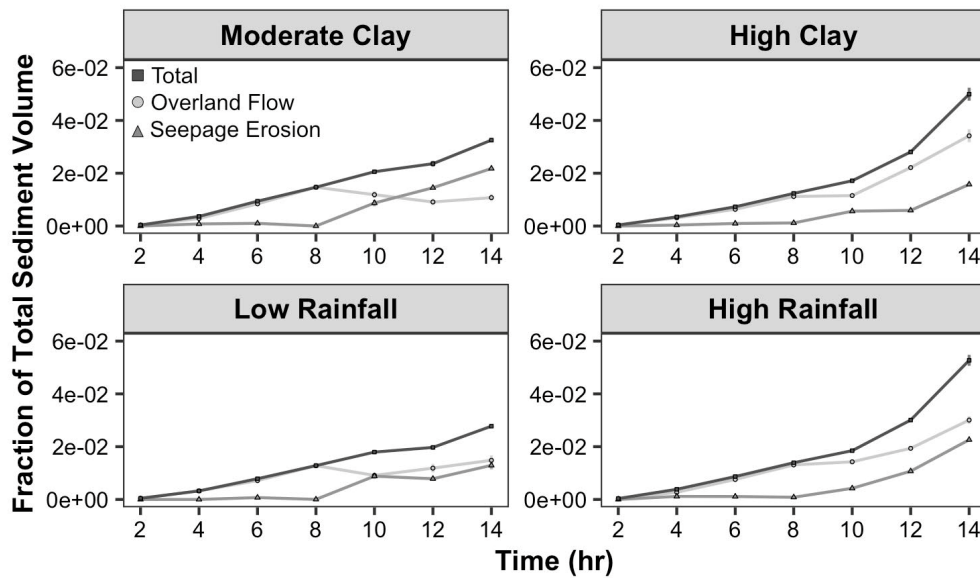 Fraction of Total Sediment Volume
Moderate Clay
6e-02
4e-02
2e-02
0e+00
Total
Overland Flow
Seepage Erosion
2 4 6 8 10 12 14
High Clay
6e-02
4e-02
2e-02
0e+00
2 4 6 8 10 12 14
Low Rainfall
6e-02
4e-02
2e-02
0e+00
2 4 6 8 10 12 14
High Rainfall
6e-02
4e-02
2e-02
0e+00
2 4 6 8 10 12 14
Time (hr)